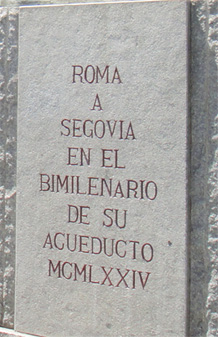 ROMA
A
SEGOVIA
EN EL
BIMILENARIO
DE SU
ACUEDUCTO
MCMLXXIV